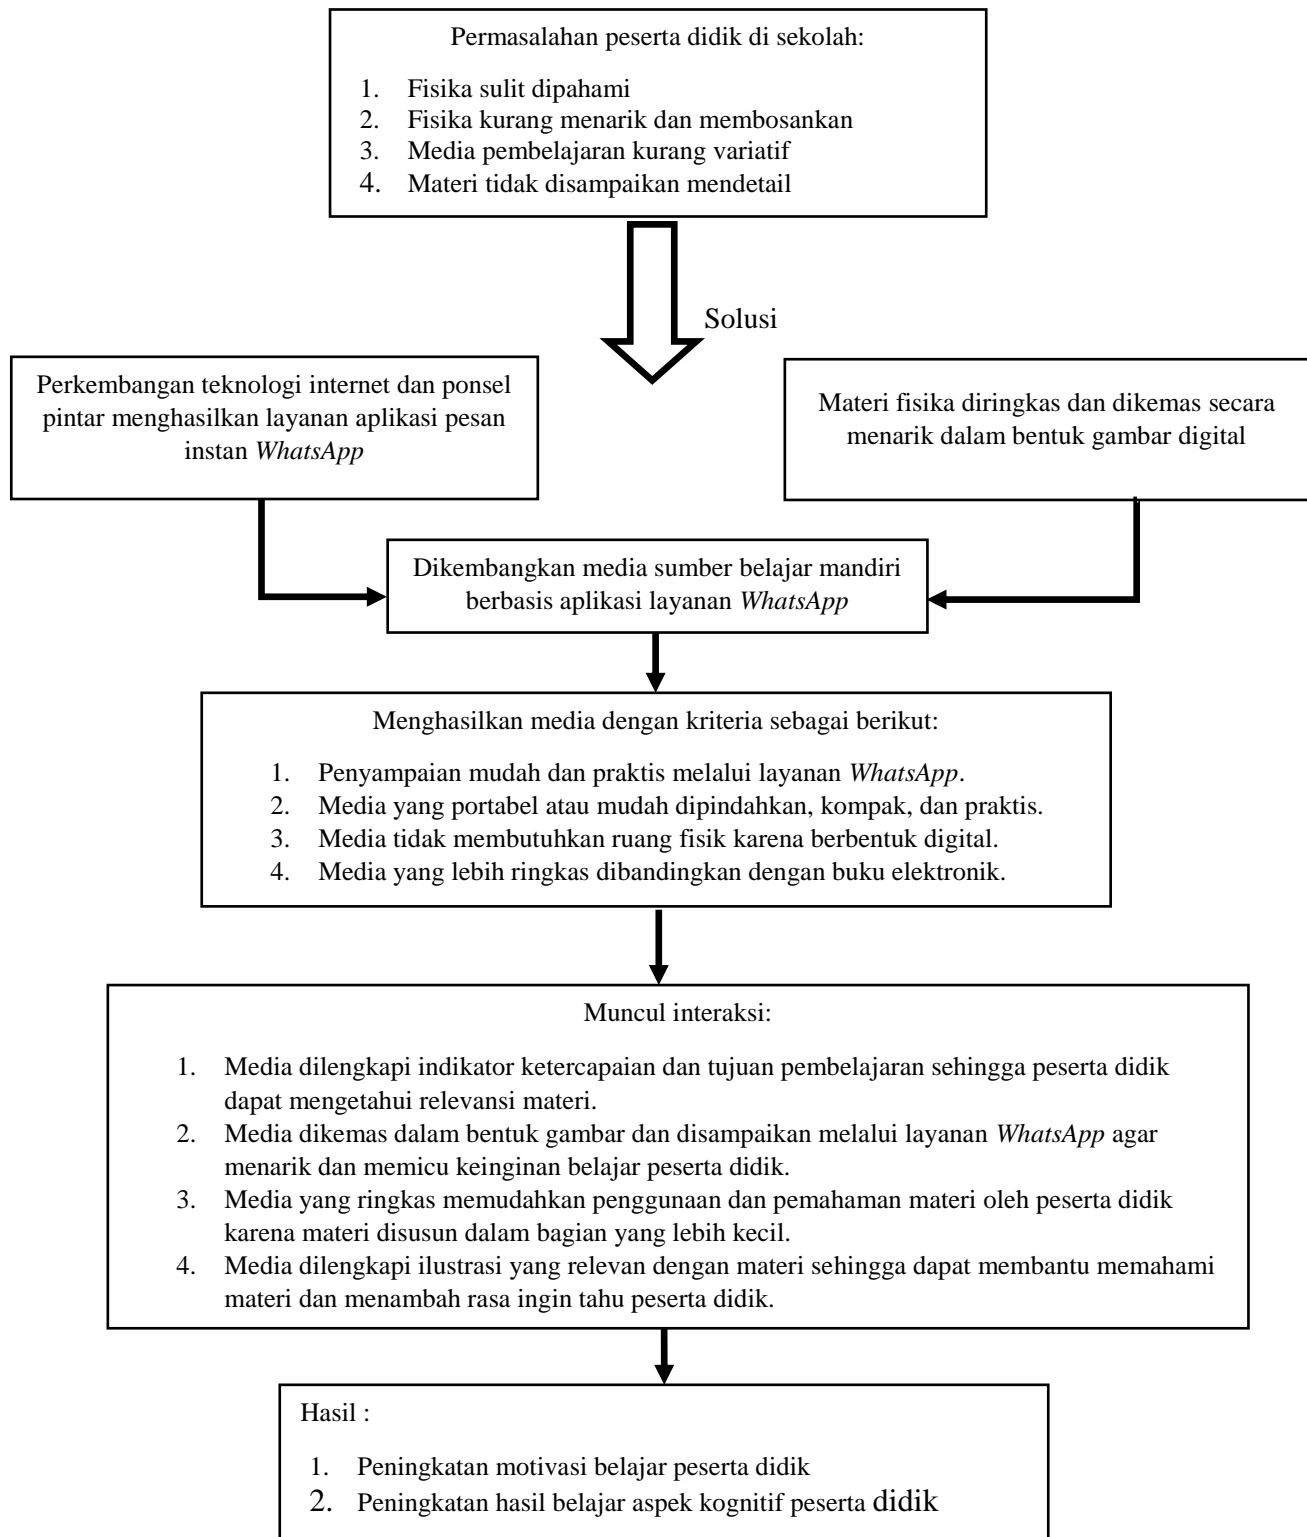 Permasalahan peserta didik di sekolah:
1. Fisika sulit dipahami
2. Fisika kurang menarik dan membosankan
3. Media pembelajaran kurang variatif
4. Materi tidak disampaikan mendetail
Solusi
Perkembangan teknologi internet dan ponsel
pintar menghasilkan layanan aplikasi pesan
instan WhatsApp
Materi fisika diringkas dan dikemas secara
menarik dalam bentuk gambar digital
Dikembangkan media sumber belajar mandiri
berbasis aplikasi layanan WhatsApp
Menghasilkan media dengan kriteria sebagai berikut:
1. Penyampaian mudah dan praktis melalui layanan WhatsApp.
2. Media yang portabel atau mudah dipindahkan, kompak, dan praktis.
3. Media tidak membutuhkan ruang fisik karena berbentuk digital.
4. Media yang lebih ringkas dibandingkan dengan buku elektronik.
Muncul interaksi:
1. Media dilengkapi indikator ketercapaian dan tujuan pembelajaran sehingga peserta didik
dapat mengetahui relevansi materi.
2. Media dikemas dalam bentuk gambar dan disampaikan melalui layanan WhatsApp agar
menarik dan memicu keinginan belajar peserta didik.
3. Media yang ringkas memudahkan penggunaan dan pemahaman materi oleh peserta didik
karena materi disusun dalam bagian yang lebih kecil.
4. Media dilengkapi ilustrasi yang relevan dengan materi sehingga dapat membantu memahami
materi dan menambah rasa ingin tahu peserta didik.
Hasil :
1. Peningkatan motivasi belajar peserta didik
2. Peningkatan hasil belajar aspek kognitif peserta didik